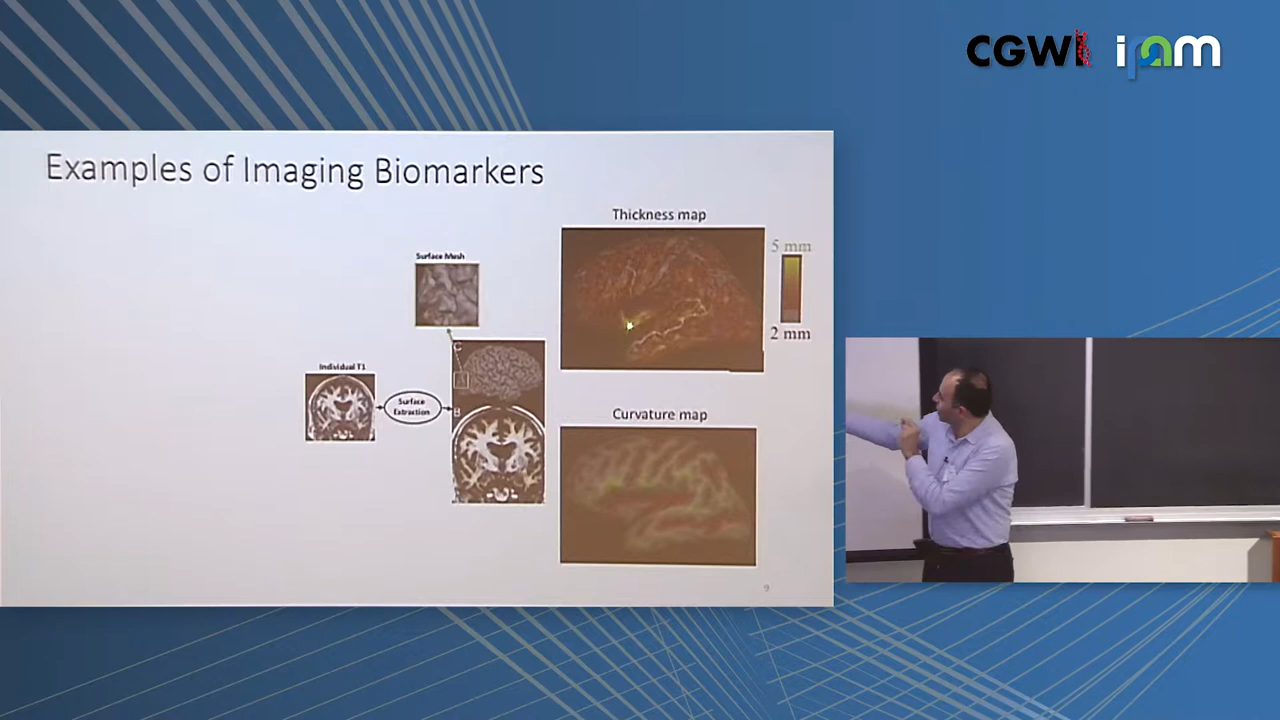 CGWI ipam
Examples of Imaging Biomarkers
Thickness map
5 mm
2 mm
Surface Mesh
C
Individual T1
Surface
Extraction
B
Curvature map
9